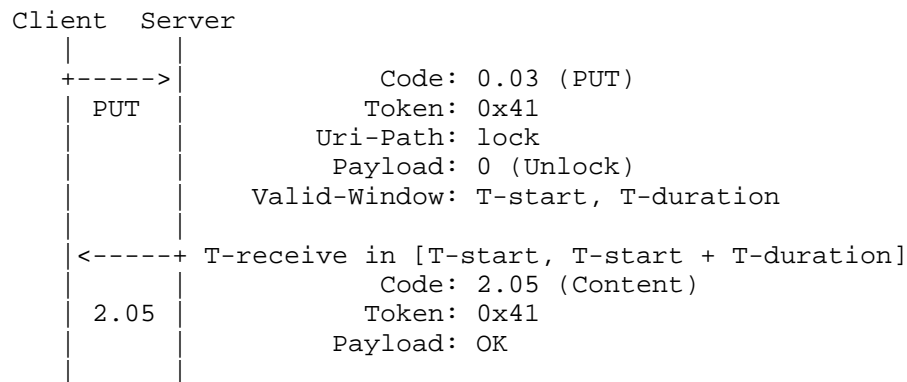 Client Server
+----->| Code: 0.03 (PUT)
| PUT | Token: 0x41
| | Uri-Path: lock
| | Payload: 0 (Unlock)
| | Valid-Window: T-start, T-duration
|<-----+ T-receive in [T-start, T-start + T-duration]
| | Code: 2.05 (Content)
| 2.05 | Token: 0x41
| | Payload: OK